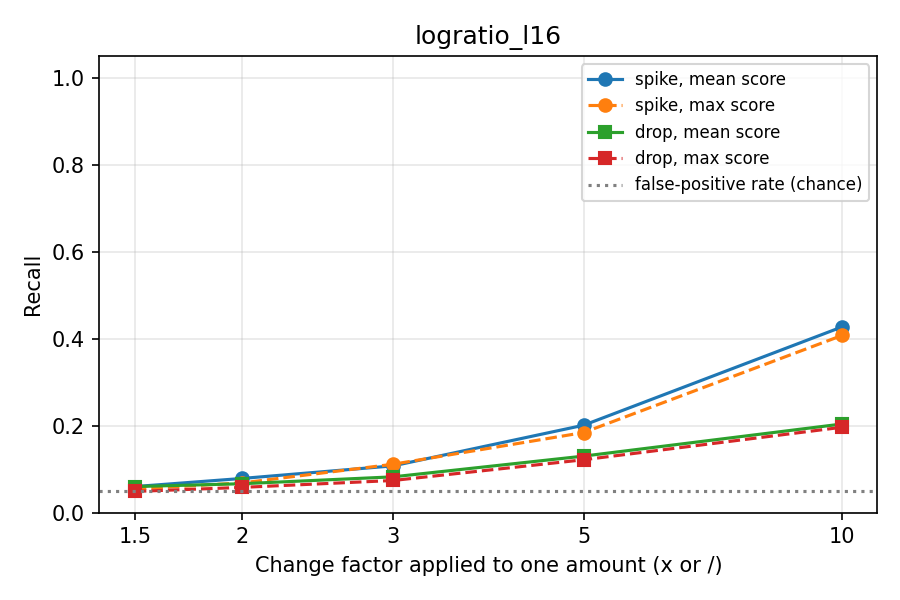 logratio_l16
1.0
0.8
0.6
0.4
0.2
0.0
Recall
spike, mean score
spike, max score
drop, mean score
drop, max score
false-positive rate (chance)
1.5 2 3 5 10
Change factor applied to one amount (x or /)